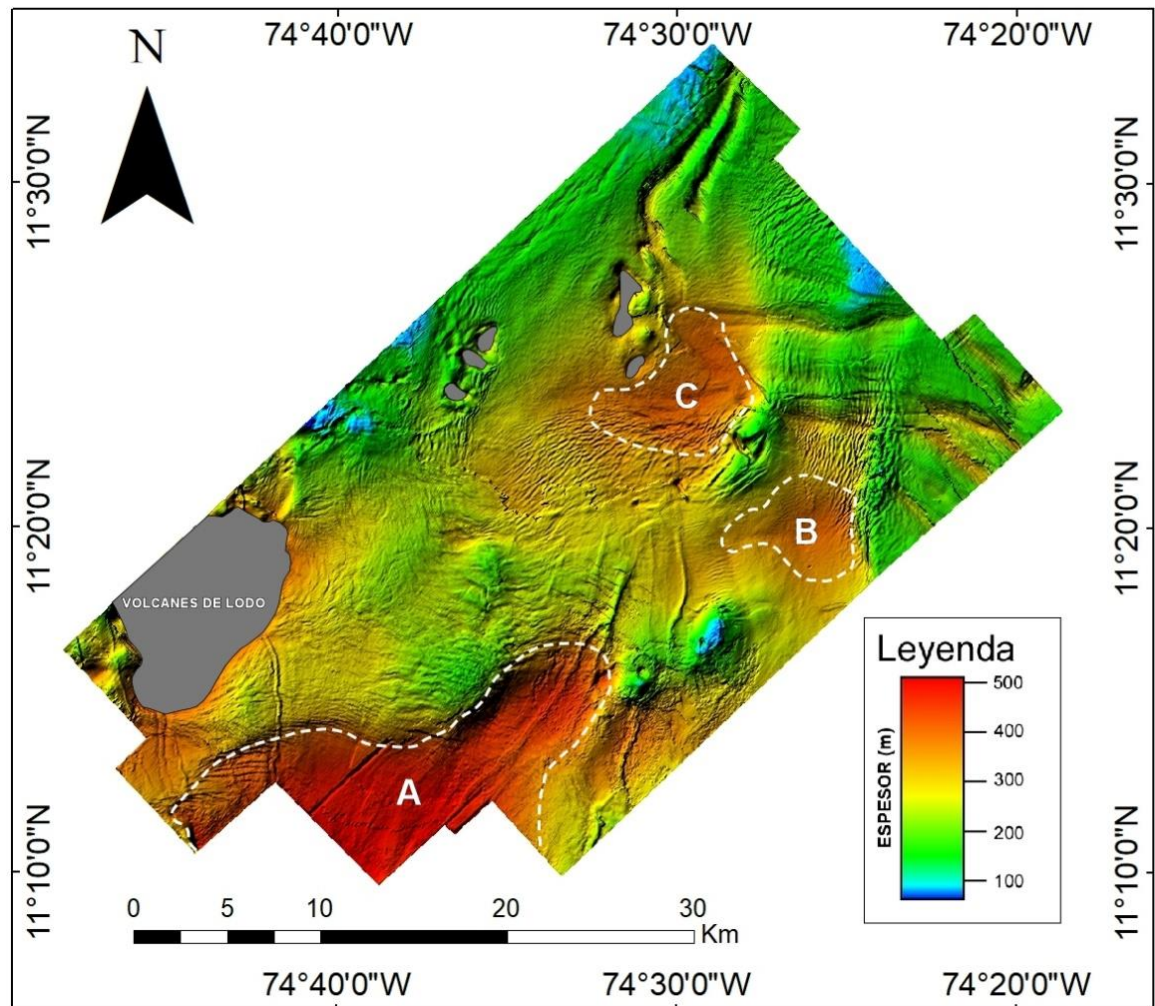 74°40'0"W 74°30'0"W 74°20'0"W
N
11°30'0"N 11°30'0"N
C
11°20'0"N 11°20'0"N
B
VOLCANES DE LODO
Leyenda
ESPESOR (m)
500
400
300
200
100
A
11°10'0"N 11°10'0"N
0 5 10 20 30
Km
74°40'0"W 74°30'0"W 74°20'0"W